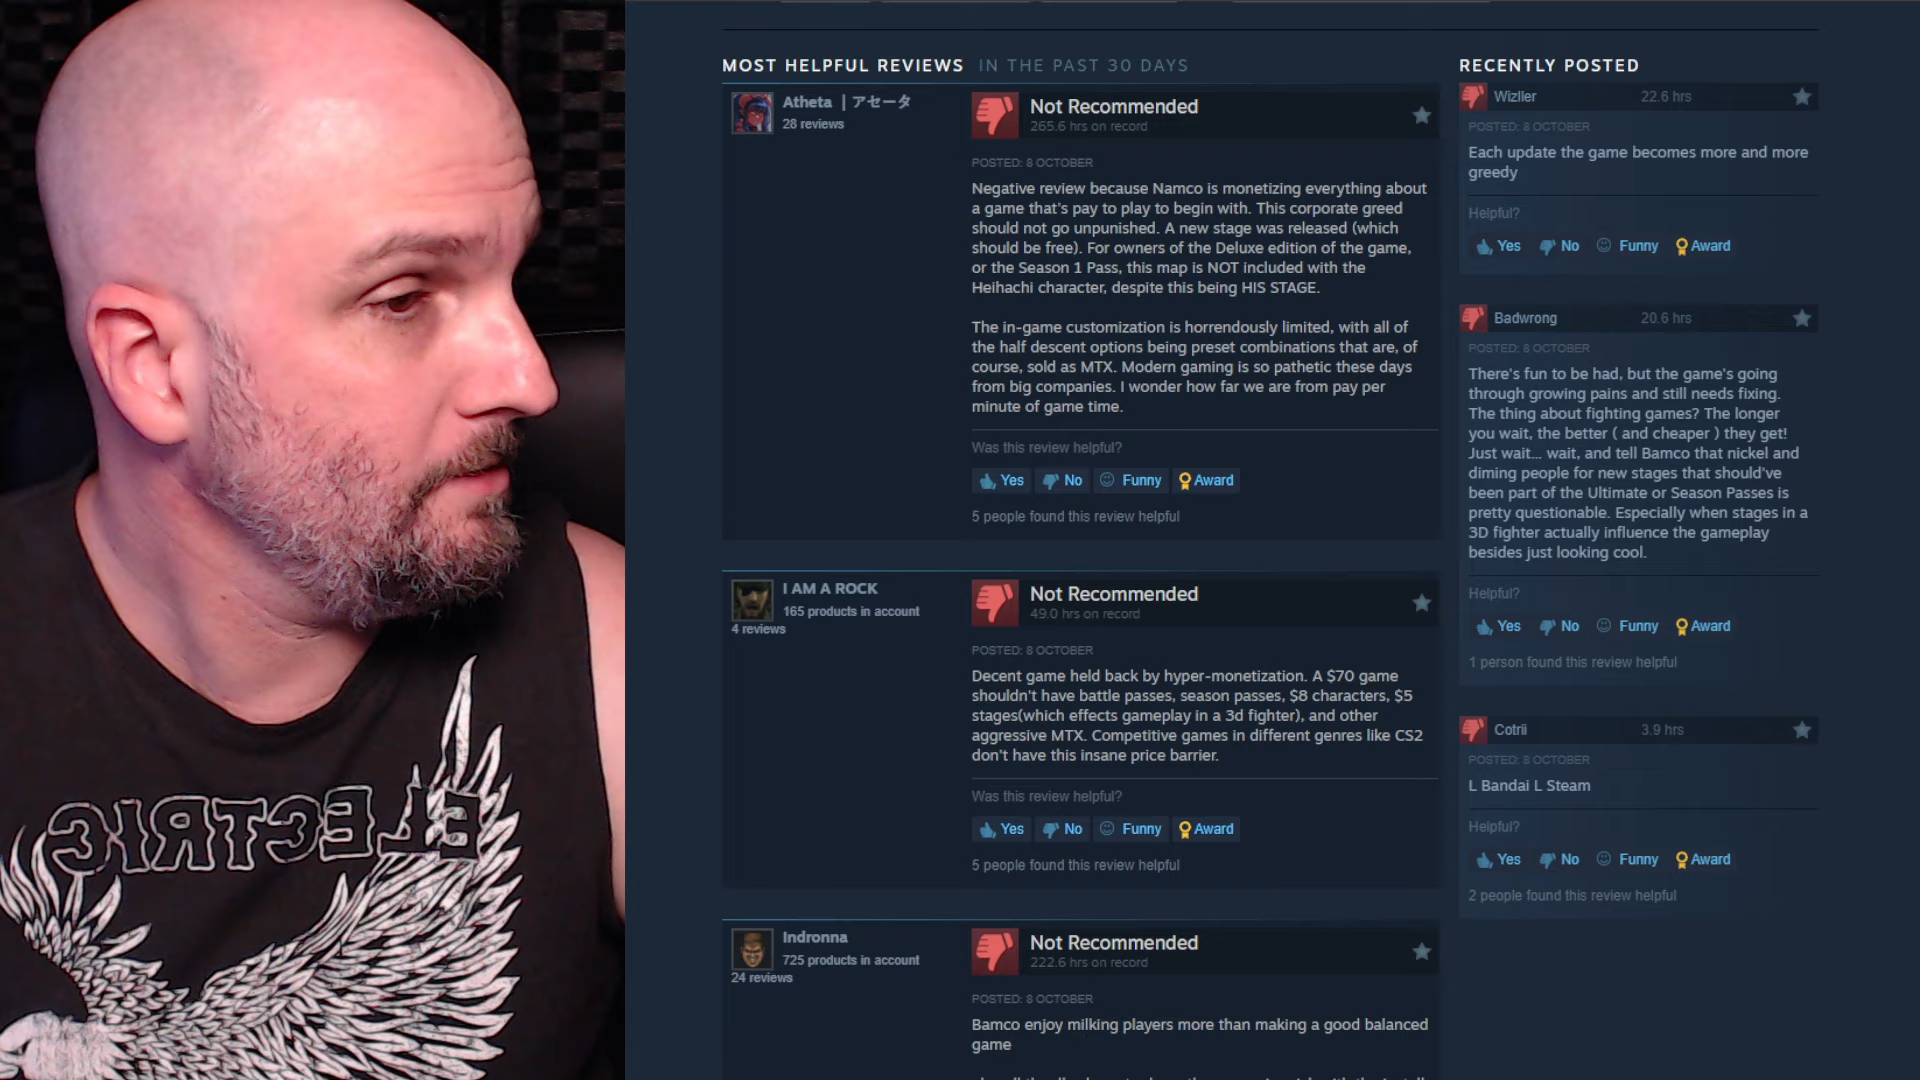 MOST HELPFUL REVIEWS IN THE PAST 30 DAYS
Atheta | アセータ
28 reviews
Not Recommended
265.6 hrs on record
POSTED: 8 OCTOBER
Negative review because Namco is monetizing everything about
a game that's pay to play to begin with. This corporate greed
should not go unpunished. A new stage was released (which
should be free). For owners of the Deluxe edition of the game,
or the Season 1 Pass, this map is NOT included with the
Heihachi character, despite this being HIS STAGE.
The in-game customization is horrendously limited, with all of
the half descent options being preset combinations that are, of
course, sold as MTX. Modern gaming is so pathetic these days
from big companies. I wonder how far we are from pay per
minute of game time.
Was this review helpful?
Yes No Funny Award
5 people found this review helpful
I AM A ROCK
165 products in account
4 reviews
Not Recommended
49.0 hrs on record
POSTED: 8 OCTOBER
Decent game held back by hyper-monetization. A $70 game
shouldn't have battle passes, season passes, $8 characters, $5
stages(which effects gameplay in a 3d fighter), and other
aggressive MTX. Competitive games in different genres like CS2
don't have this insane price barrier.
Was this review helpful?
Yes No Funny Award
5 people found this review helpful
Indronna
725 products in account
24 reviews
Not Recommended
222.6 hrs on record
POSTED: 8 OCTOBER
Bamco enjoy milking players more than making a good balanced
game
RECENTLY POSTED
Wizller 22.6 hrs
POSTED: 8 OCTOBER
Each update the game becomes more and more
greedy
Helpful?
Yes No Funny Award
Badwrong 20.6 hrs
POSTED: 8 OCTOBER
There's fun to be had, but the game's going
through growing pains and still needs fixing.
The thing about fighting games? The longer
you wait, the better ( and cheaper ) they get!
Just wait... wait, and tell Bamco that nickel and
diming people for new stages that should've
been part of the Ultimate or Season Passes is
pretty questionable. Especially when stages in a
3D fighter actually influence the gameplay
besides just looking cool.
Helpful?
Yes No Funny Award
1 person found this review helpful
Cotrii 3.9 hrs
POSTED: 8 OCTOBER
L Bandai L Steam
Helpful?
Yes No Funny Award
2 people found this review helpful
ELECTRIC